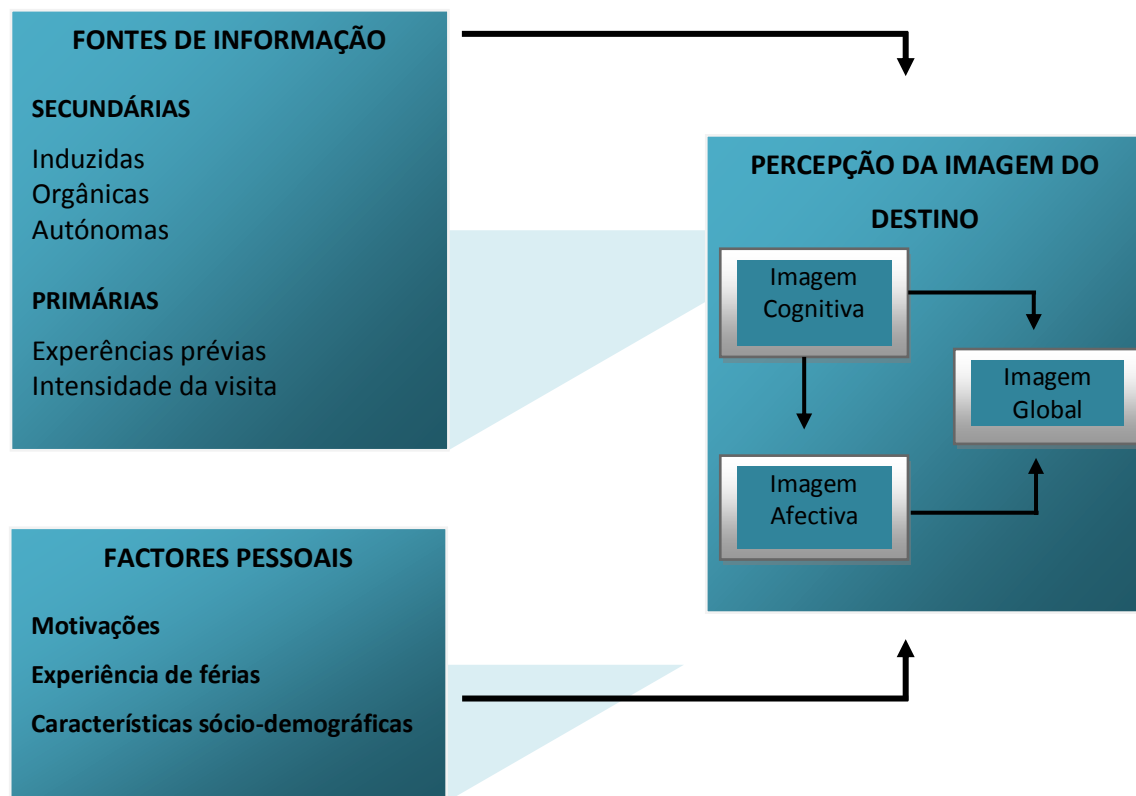 FONTES DE INFORMAÇÃO
SECUNDÁRIAS
Induzidas
Orgânicas
Autónomas
PRIMÁRIAS
Experências prévias
Intensidade da visita
PERCEPÇÃO DA IMAGEM DO
DESTINO
Imagem
Cognitiva
Imagem
Global
Imagem
Afectiva
FACTORES PESSOAIS
Motivações
Experiência de férias
Característícas sócio-demográficas